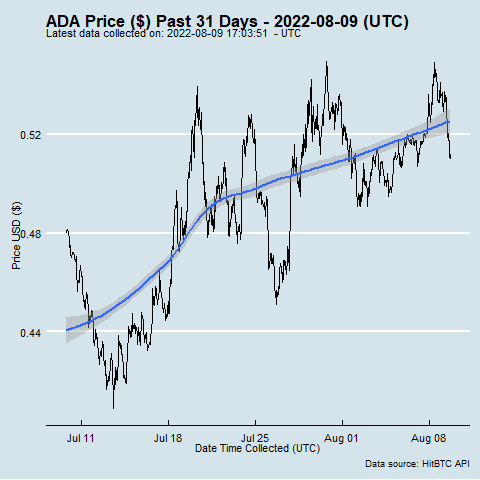 ADA Price ($) Past 31 Days - 2022-08-09 (UTC)
Latest data collected on: 2022-08-09 17:03:51 - UTC
0.52
0.48
0.44
Price USD ($)
Jul 11 Jul 18 Jul 25 Aug 01 Aug 08
Date Time Collected (UTC)
Data source: HitBTC API